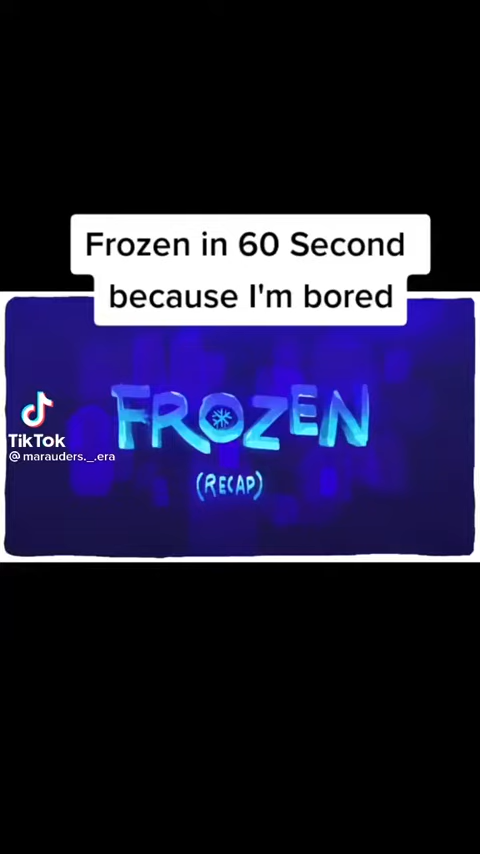 Frozen in 60 Second
because I'm bored
FROZEN
(RECAP)
TikTok
@marauders._.era